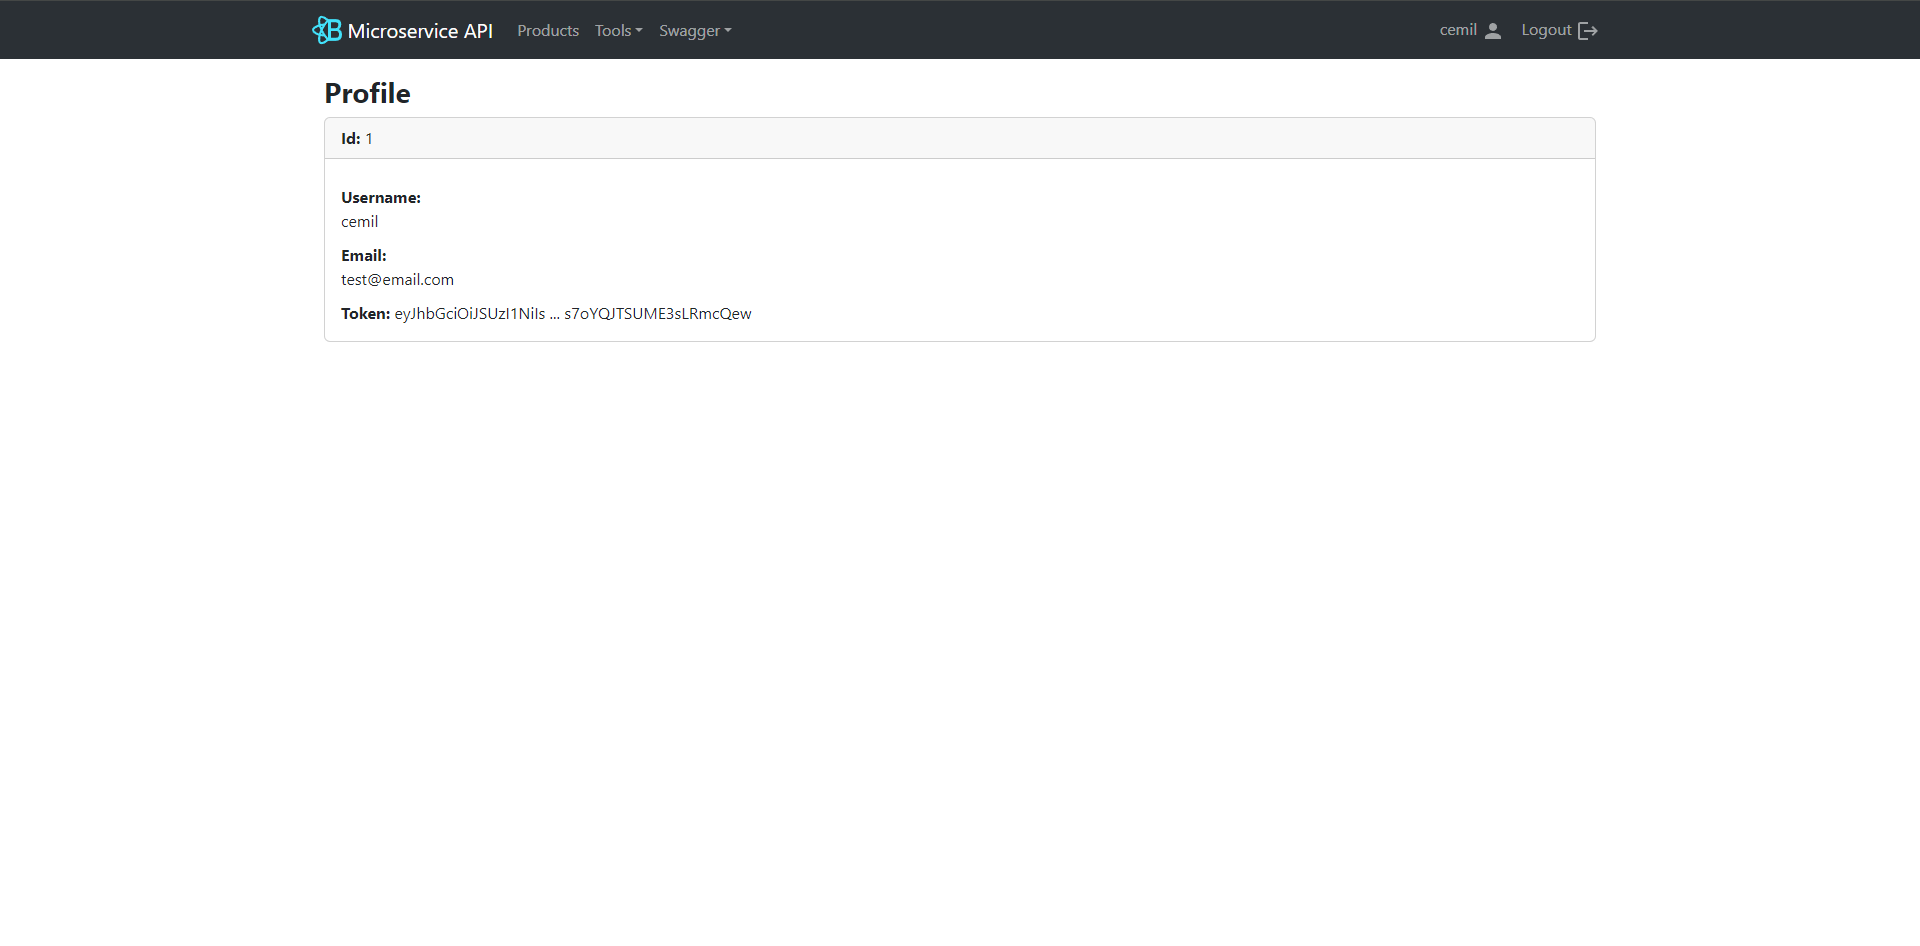 Microservice API Products Tools Swagger cemil Logout
Profile
Id: 1
Username:
cemil
Email:
test@email.com
Token: eyJhbGciOiJSUzI1NiIs ... s7oYQJTSUME3sLRmcQew